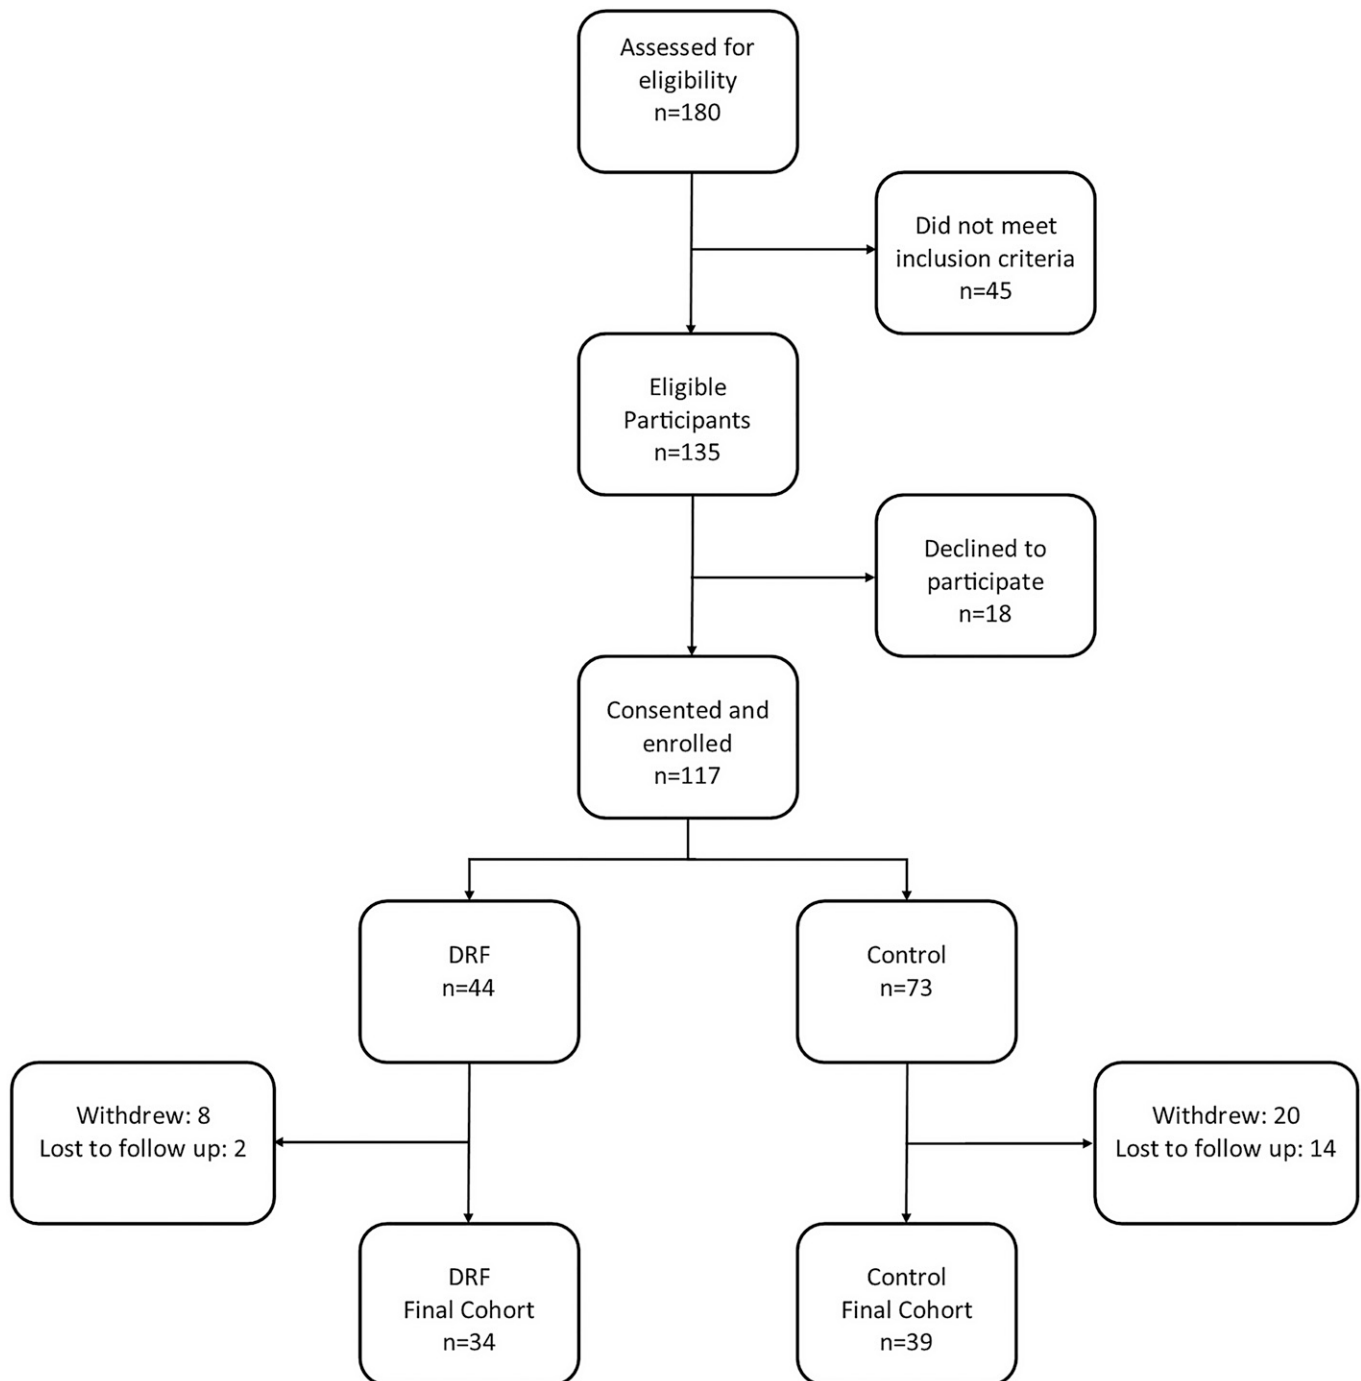 Assessed for
eligibility
n=180
Did not meet
inclusion criteria
n=45
Eligible
Participants
n=135
Declined to
participate
n=18
Consented and
enrolled
n=117
DRF
n=44
Control
n=73
Withdrew: 8
Lost to follow up: 2
Withdrew: 20
Lost to follow up: 14
DRF
Final Cohort
n=34
Control
Final Cohort
n=39